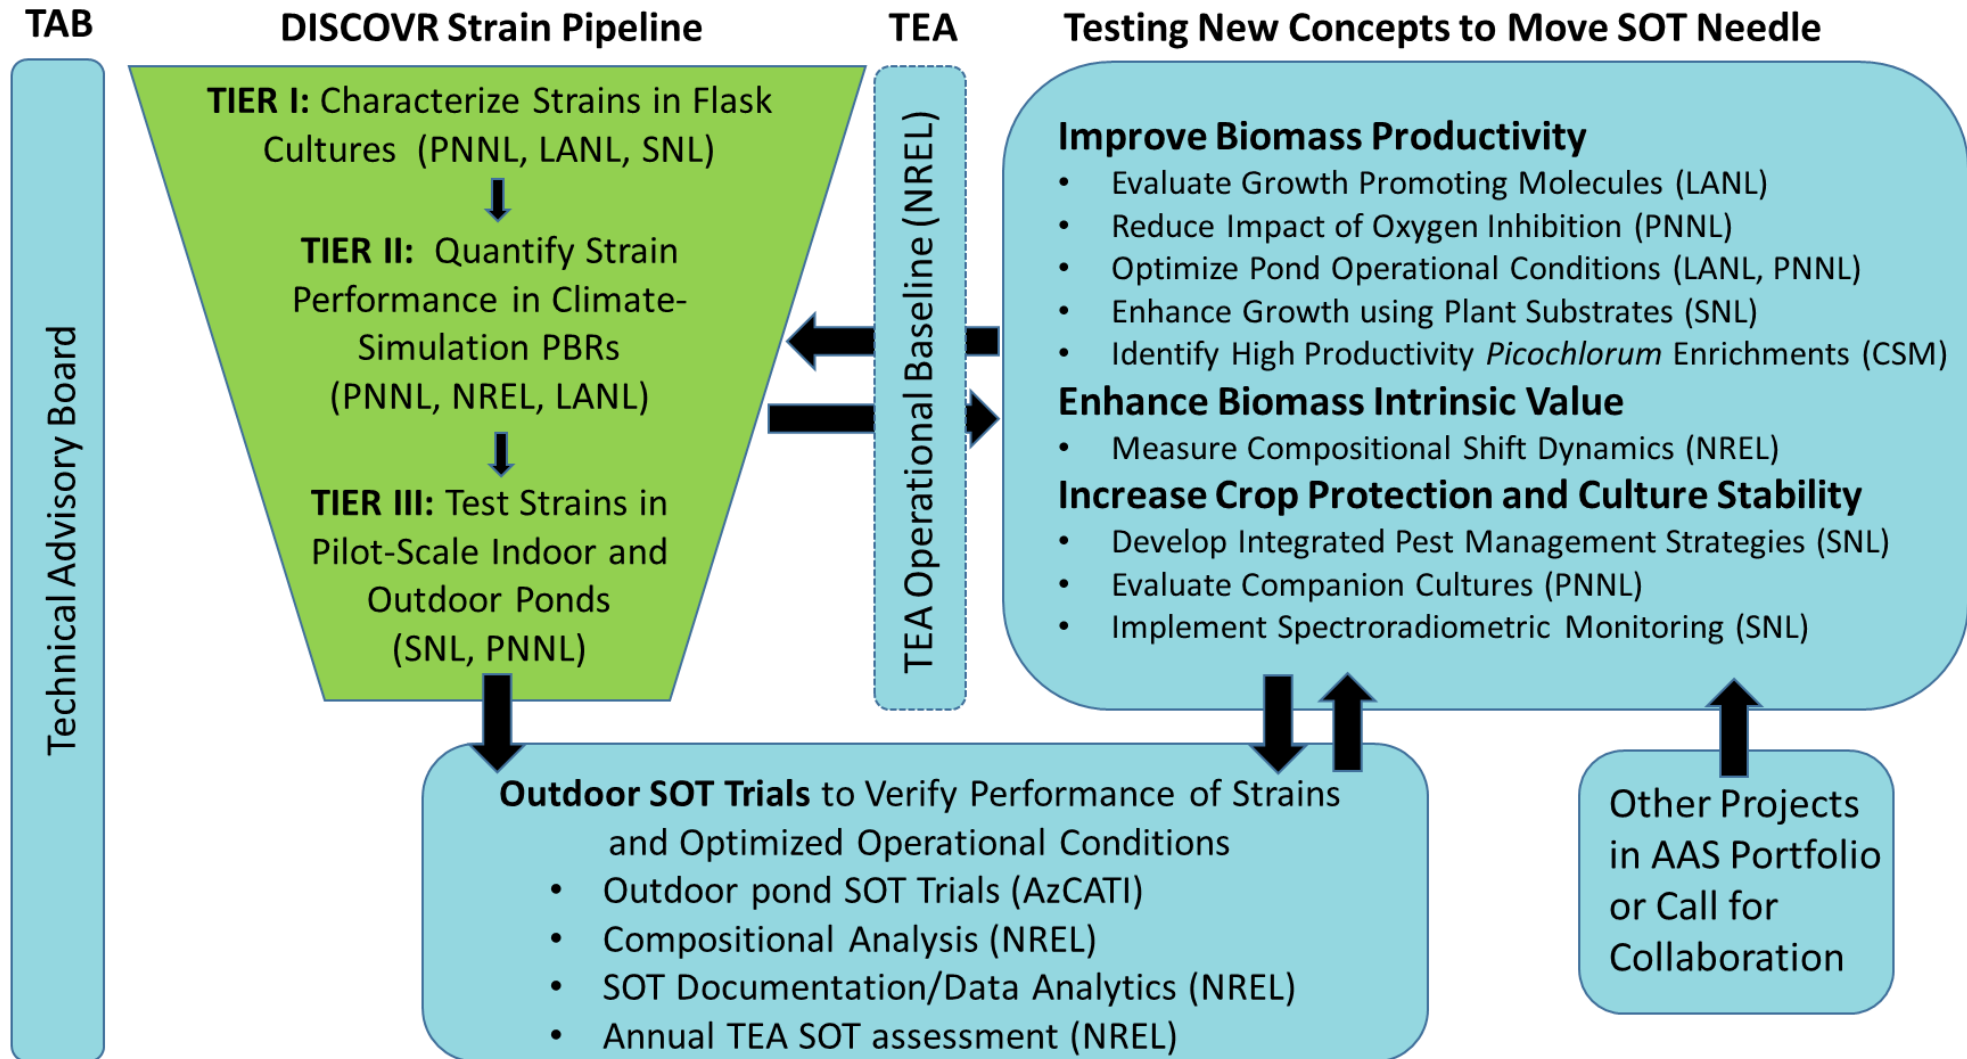 TAB
DISCOVR Strain Pipeline
TEA
Testing New Concepts to Move SOT Needle
Technical Advisory Board
TIER I: Characterize Strains in Flask
Cultures (PNNL, LANL, SNL)
TIER II: Quantify Strain
Performance in Climate-
Simulation PBRs
(PNNL, NREL, LANL)
TIER III: Test Strains in
Pilot-Scale Indoor and
Outdoor Ponds
(SNL, PNNL)
TEA Operational Baseline (NREL)
Improve Biomass Productivity
• Evaluate Growth Promoting Molecules (LANL)
• Reduce Impact of Oxygen Inhibition (PNNL)
• Optimize Pond Operational Conditions (LANL, PNNL)
• Enhance Growth using Plant Substrates (SNL)
• Identify High Productivity Picochlorum Enrichments (CSM)
Enhance Biomass Intrinsic Value
• Measure Compositional Shift Dynamics (NREL)
Increase Crop Protection and Culture Stability
• Develop Integrated Pest Management Strategies (SNL)
• Evaluate Companion Cultures (PNNL)
• Implement Spectroradiometric Monitoring (SNL)
Outdoor SOT Trials to Verify Performance of Strains
and Optimized Operational Conditions
• Outdoor pond SOT Trials (AzCATI)
• Compositional Analysis (NREL)
• SOT Documentation/Data Analytics (NREL)
• Annual TEA SOT assessment (NREL)
Other Projects
in AAS Portfolio
or Call for
Collaboration